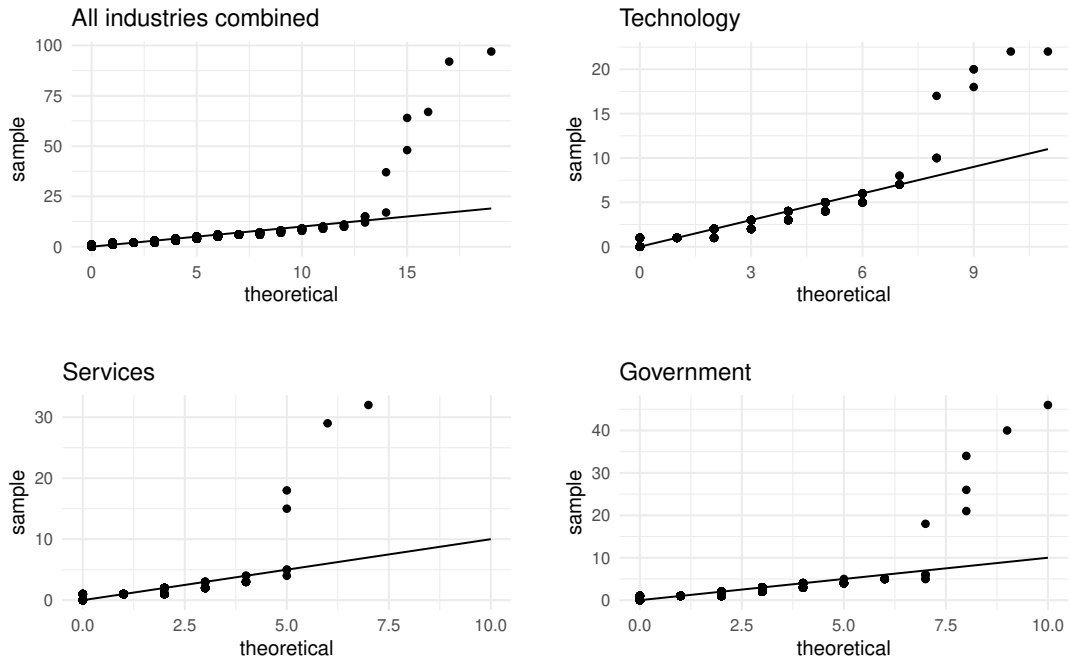 All industries combined
100
75
50
25
0
sample
0 5 10 15
theoretical
Technology
20
15
10
5
0
sample
0 3 6 9
theoretical
Services
30
20
10
0
sample
0.0 2.5 5.0 7.5 10.0
theoretical
Government
40
30
20
10
0
sample
0.0 2.5 5.0 7.5 10.0
theoretical